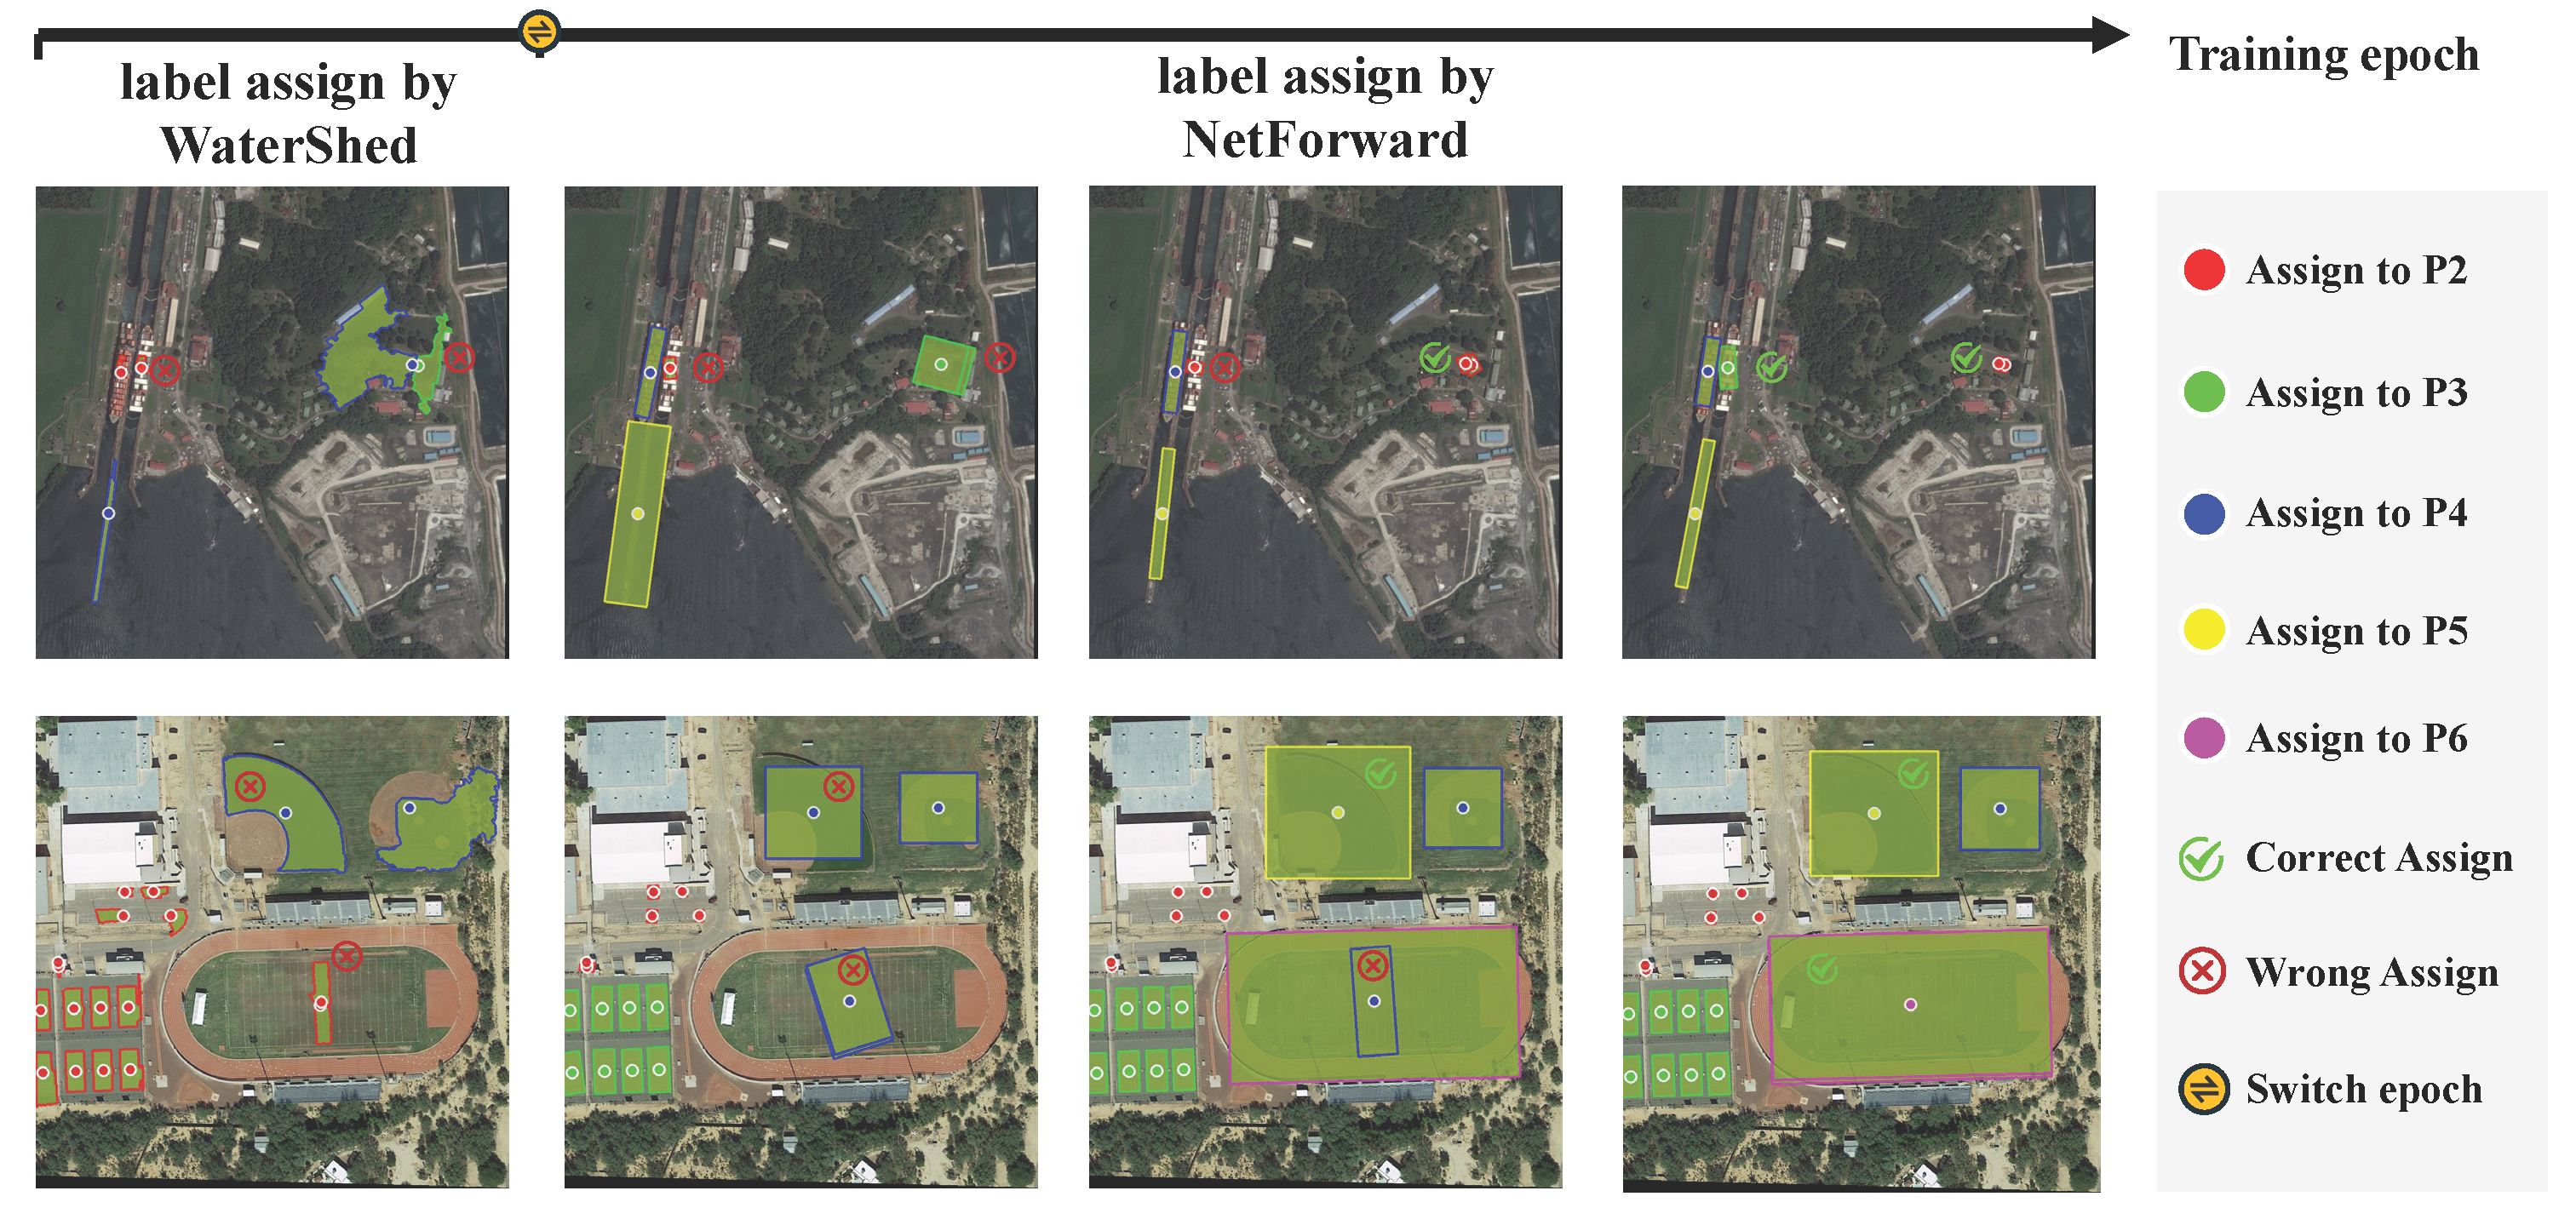 Training epoch
label assign by
WaterShed
label assign by
NetForward
Assign to P2
Assign to P3
Assign to P4
Assign to P5
Assign to P6
Correct Assign
Wrong Assign
Switch epoch